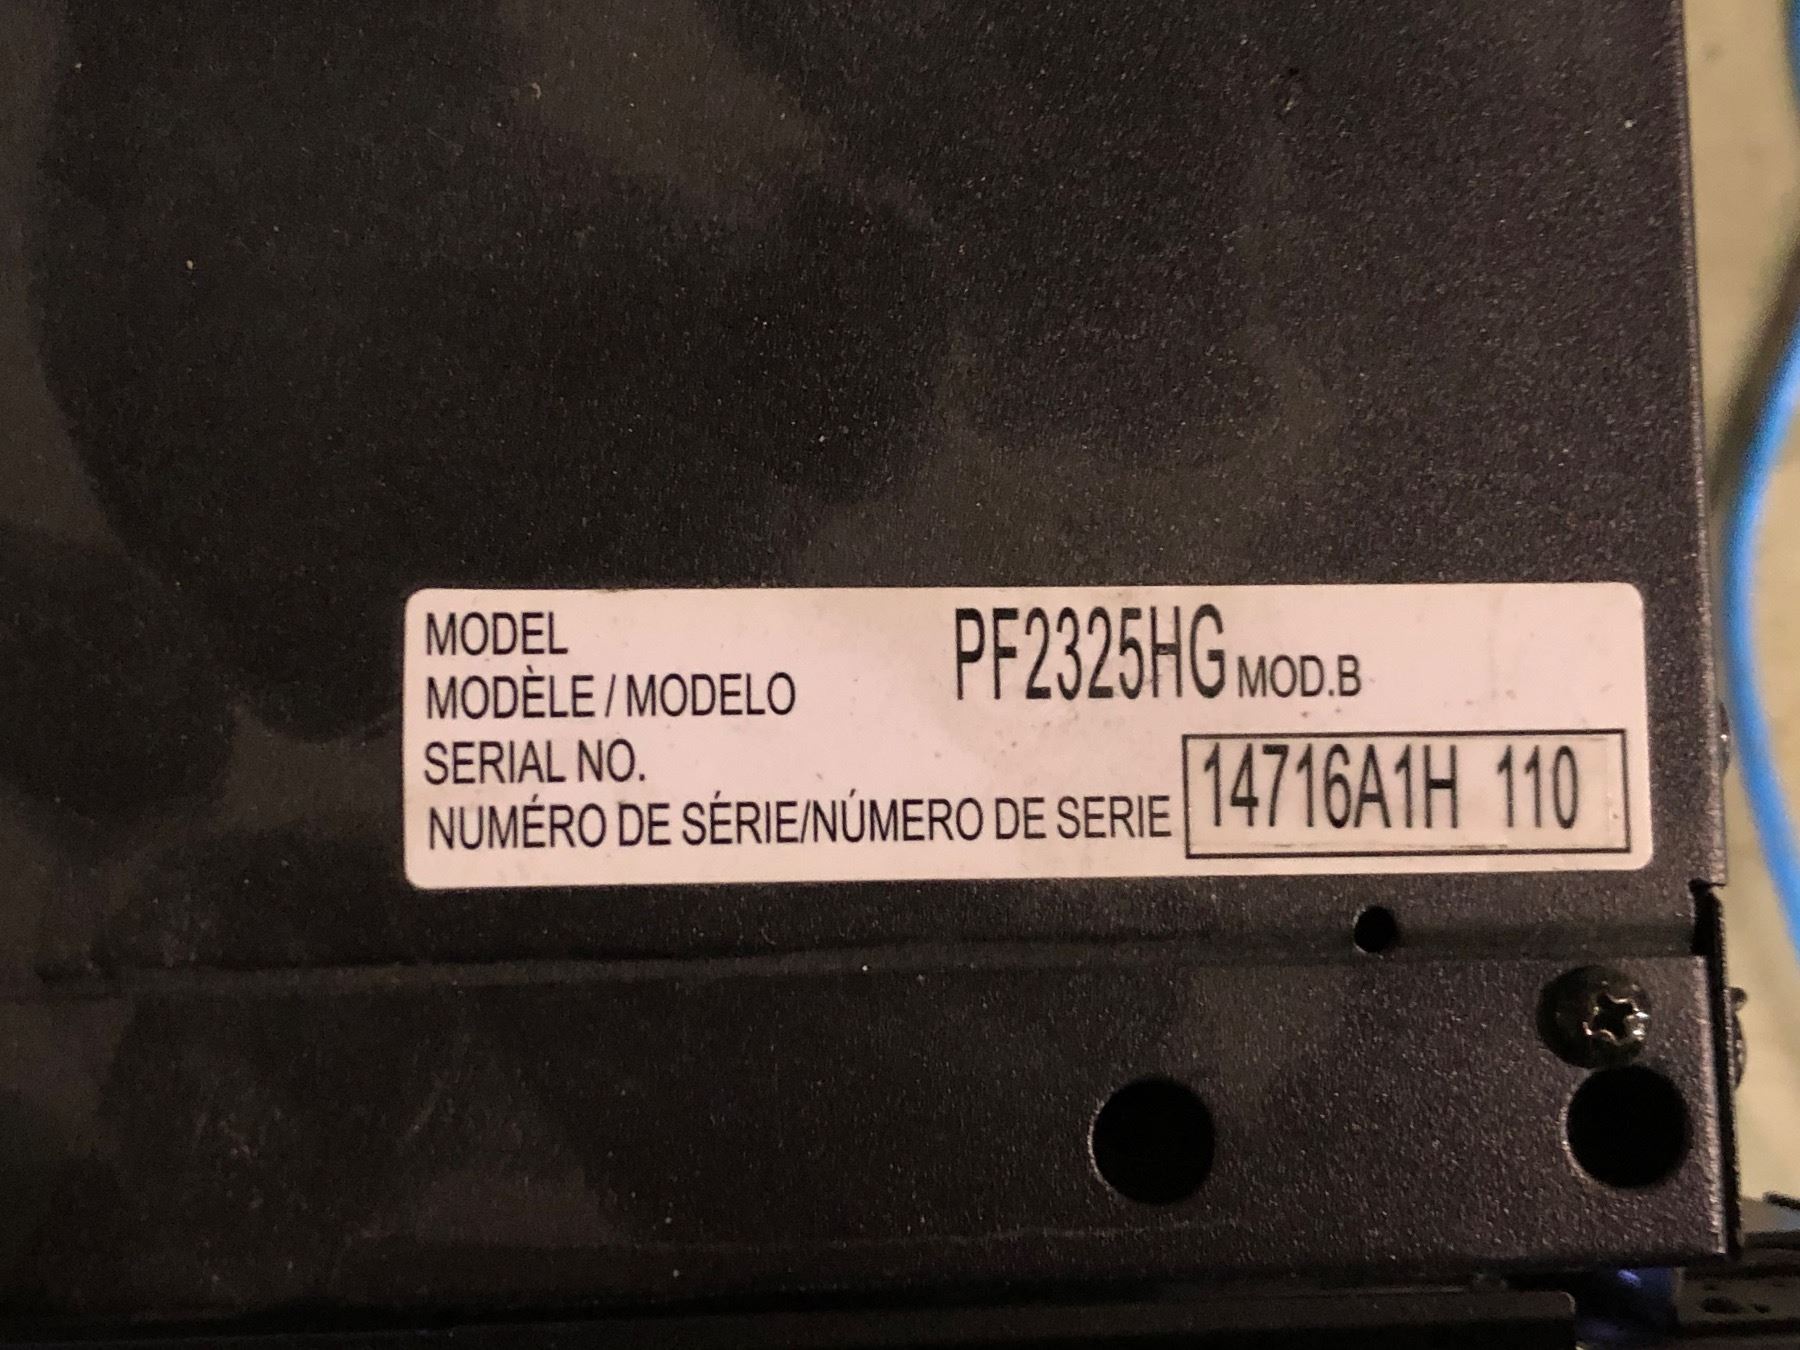 MODEL
MODÈLE / MODELO
PF2325HG MOD.B
SERIAL NO.
NUMÉRO DE SÉRIE/NÚMERO DE SERIE
14716A1H 110